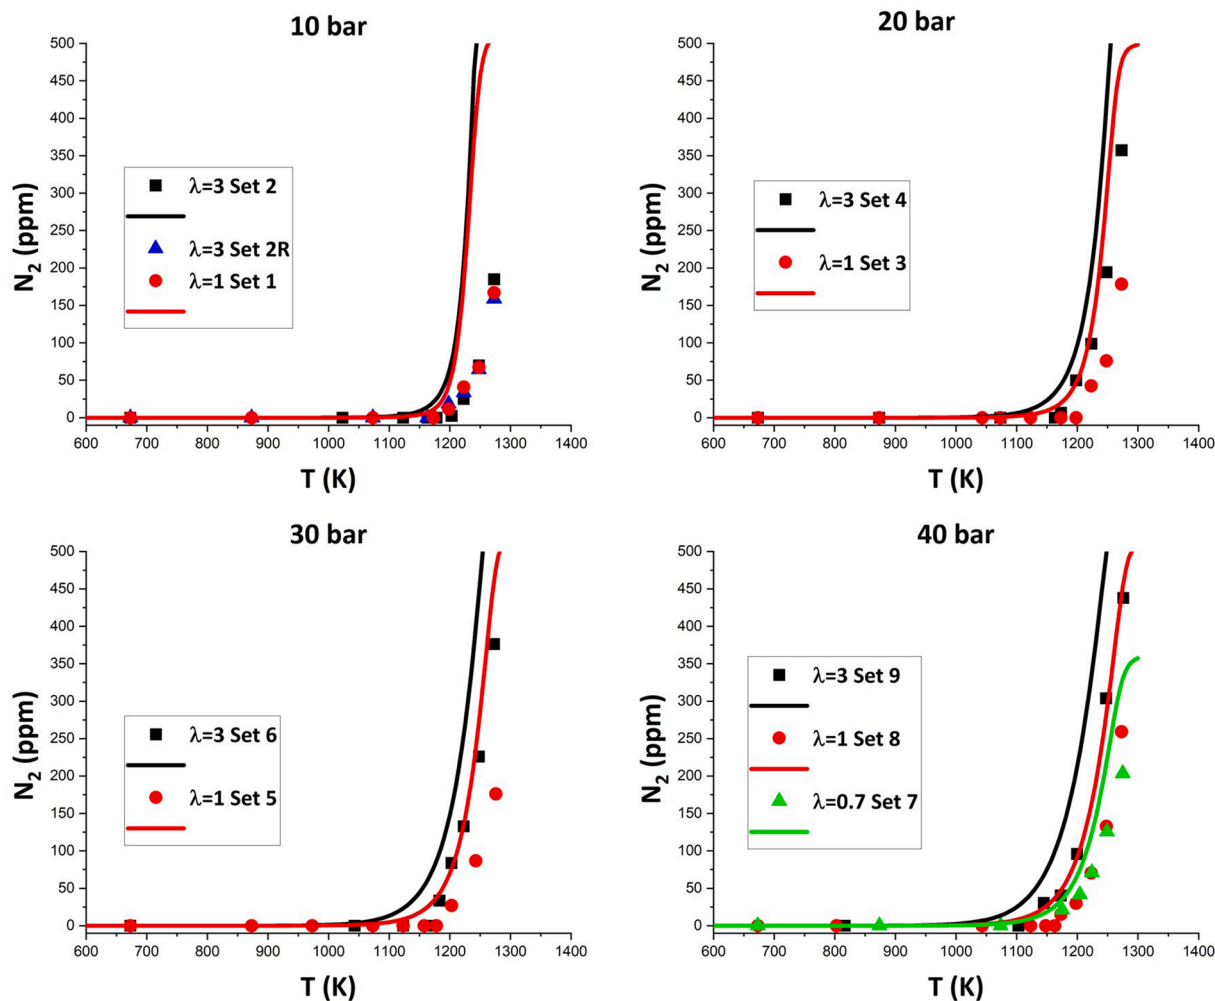 10 bar
500
450
400
350
300
250
200
150
100
50
0
N₂ (ppm)
λ=3 Set 2
λ=3 Set 2R
λ=1 Set 1
600 700 800 900 1000 1100 1200 1300 1400
T (K)
20 bar
500
450
400
350
300
250
200
150
100
50
0
N₂ (ppm)
λ=3 Set 4
λ=1 Set 3
600 700 800 900 1000 1100 1200 1300 1400
T (K)
30 bar
500
450
400
350
300
250
200
150
100
50
0
N₂ (ppm)
λ=3 Set 6
λ=1 Set 5
600 700 800 900 1000 1100 1200 1300 1400
T (K)
40 bar
500
450
400
350
300
250
200
150
100
50
0
N₂ (ppm)
λ=3 Set 9
λ=1 Set 8
λ=0.7 Set 7
600 700 800 900 1000 1100 1200 1300 1400
T (K)